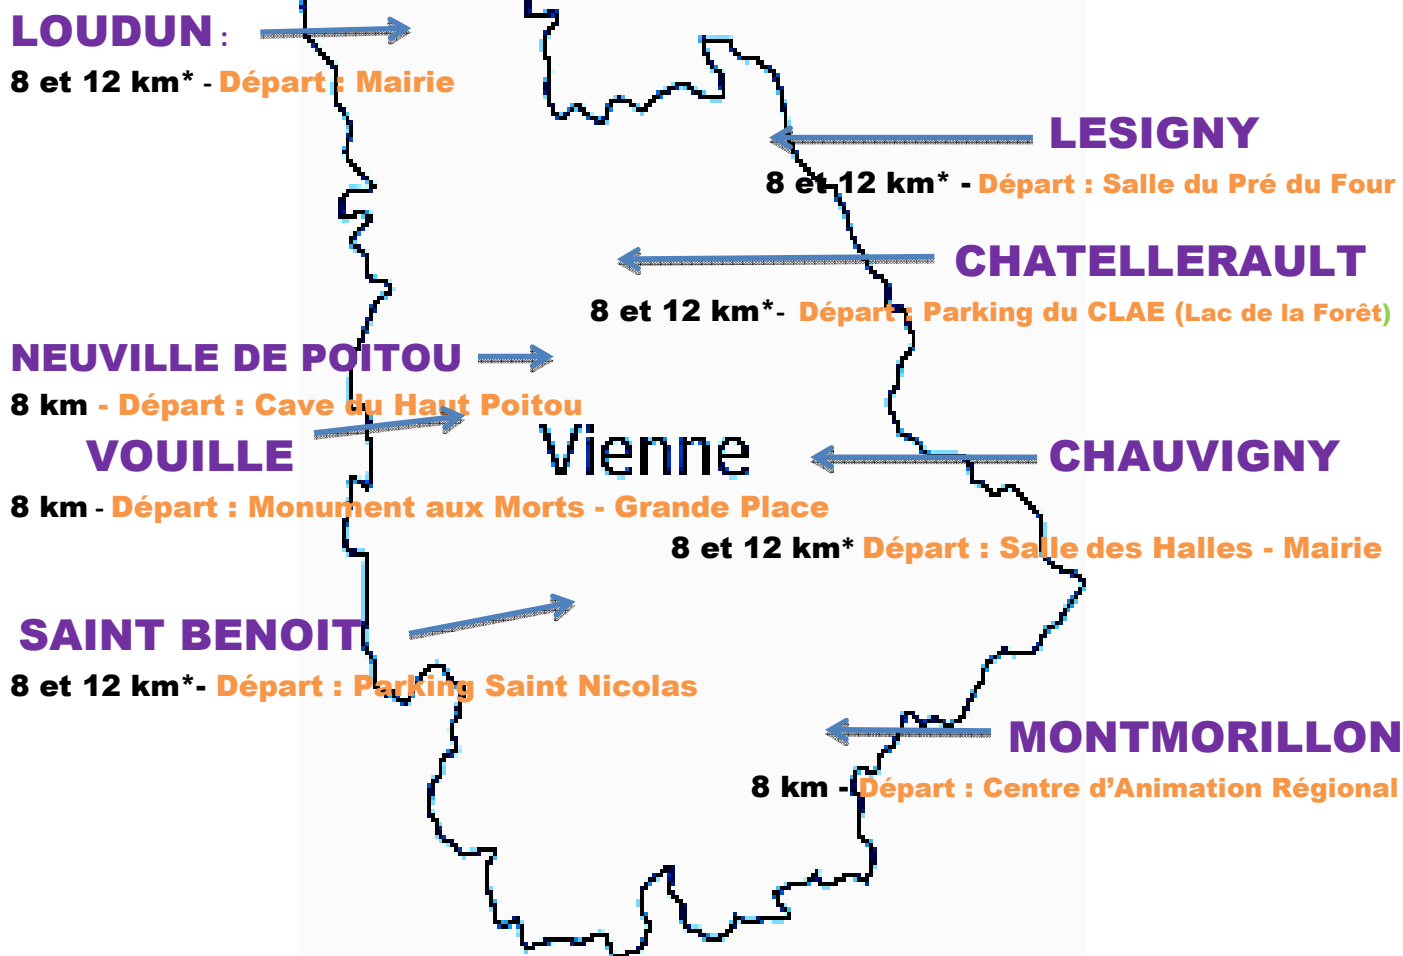 LOUDUN :
8 et 12 km* - Départ : Mairie
LESIGNY
8 et 12 km* - Départ : Salle du Pré du Four
CHATELLERAULT
8 et 12 km*- Départ : Parking du CLAE (Lac de la Forêt)
NEUVILLE DE POITOU
8 km - Départ : Cave du Haut Poitou
VOUILLE
Vienne
CHAUVIGNY
8 km - Départ : Monument aux Morts - Grande Place
8 et 12 km* Départ : Salle des Halles - Mairie
SAINT BENOIT
8 et 12 km*- Départ : Parking Saint Nicolas
MONTMORILLON
8 km - Départ : Centre d’Animation Régional